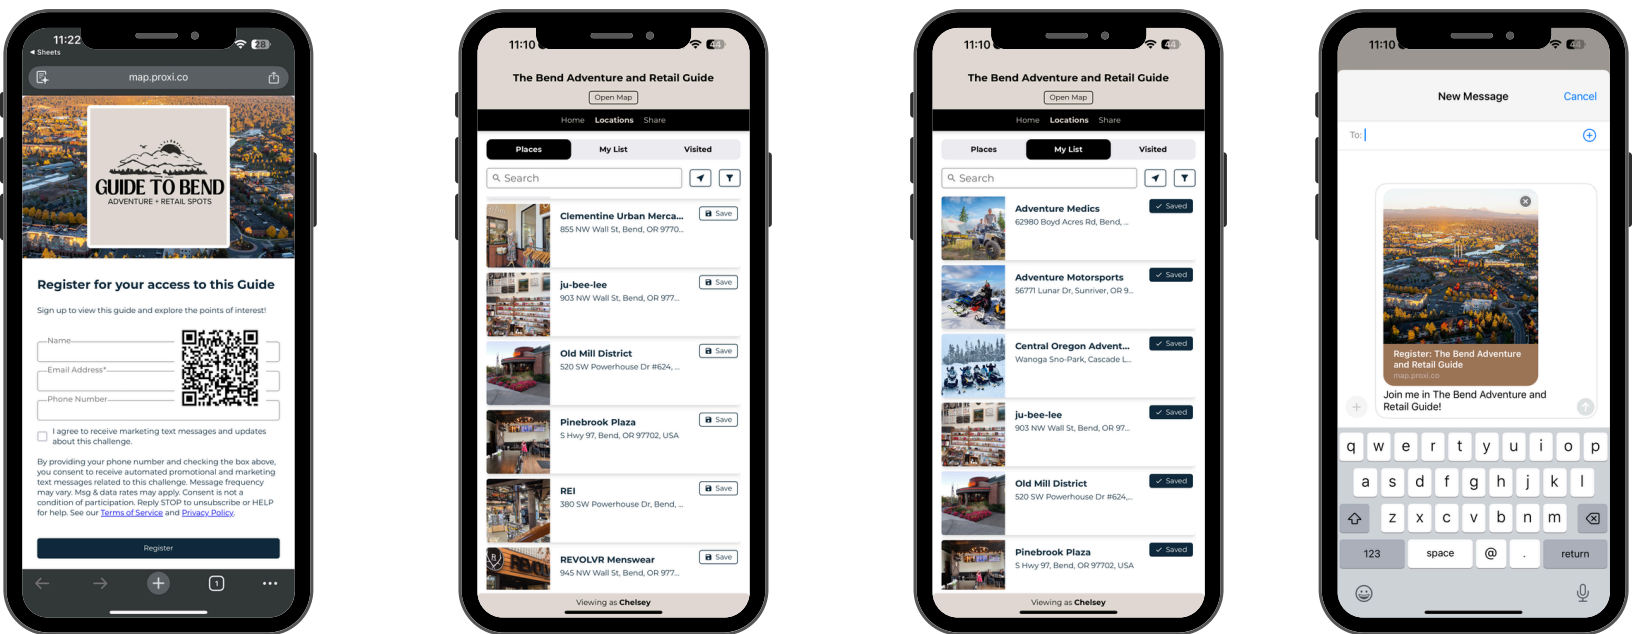 11:22
28
◄ Sheets
map.proxi.co
GUIDE TO BEND
ADVENTURE + RETAIL SPOTS
Register for your access to this Guide
Sign up to view this guide and explore the points of interest!
Name
Email Address*
Phone Number
I agree to receive marketing text messages and updates
about this challenge.
By providing your phone number and checking the box above,
you consent to receive automated promotional and marketing
text messages related to this challenge. Message frequency
may vary. Msg & data rates may apply. Consent is not a
condition of participation. Reply STOP to unsubscribe or HELP
for help. See our Terms of Service and Privacy Policy.
Register
1
11:10
44
The Bend Adventure and Retail Guide
Open Map
Home Locations Share
Places My List Visited
Search
Clementine Urban Merca...
Save
855 NW Wall St, Bend, OR 9770...
ju-bee-lee
Save
903 NW Wall St, Bend, OR 977...
Old Mill District
Save
520 SW Powerhouse Dr #624, ...
Pinebrook Plaza
Save
S Hwy 97, Bend, OR 97702, USA
REI
Save
380 SW Powerhouse Dr, Bend, ...
REVOLVR Menswear
Save
945 NW Wall St, Bend, OR 977...
Viewing as Chelsey
11:10
44
The Bend Adventure and Retail Guide
Open Map
Home Locations Share
Places My List Visited
Search
Adventure Medics
Saved
62980 Boyd Acres Rd, Bend, ...
Adventure Motorsports
Saved
56771 Lunar Dr, Sunriver, OR 9...
Central Oregon Advent...
Saved
Wanoga Sno-Park, Cascade L...
ju-bee-lee
Saved
903 NW Wall St, Bend, OR 97...
Old Mill District
Saved
520 SW Powerhouse Dr #624,...
Pinebrook Plaza
Saved
S Hwy 97, Bend, OR 97702, USA
Viewing as Chelsey
11:10
44
New Message
Cancel
To:
Register: The Bend Adventure
and Retail Guide
map.proxi.co
Join me in The Bend Adventure and
Retail Guide!
q w e r t y u i o p
a s d f g h j k l
z x c v b n m
123 space @ . return